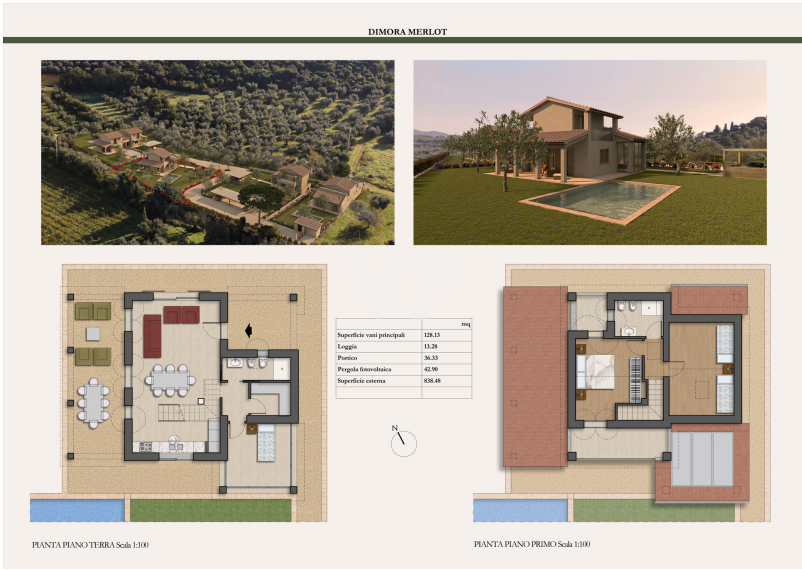 DIMORA MERLOT
mq
Superficie vani principali 128.13
Loggia 13.28
Portico 36.33
Pergola fotovoltaica 42.90
Superficie esterna 838.48
N
PIANTA PIANO TERRA Scala 1:100
PIANTA PIANO PRIMO Scala 1:100